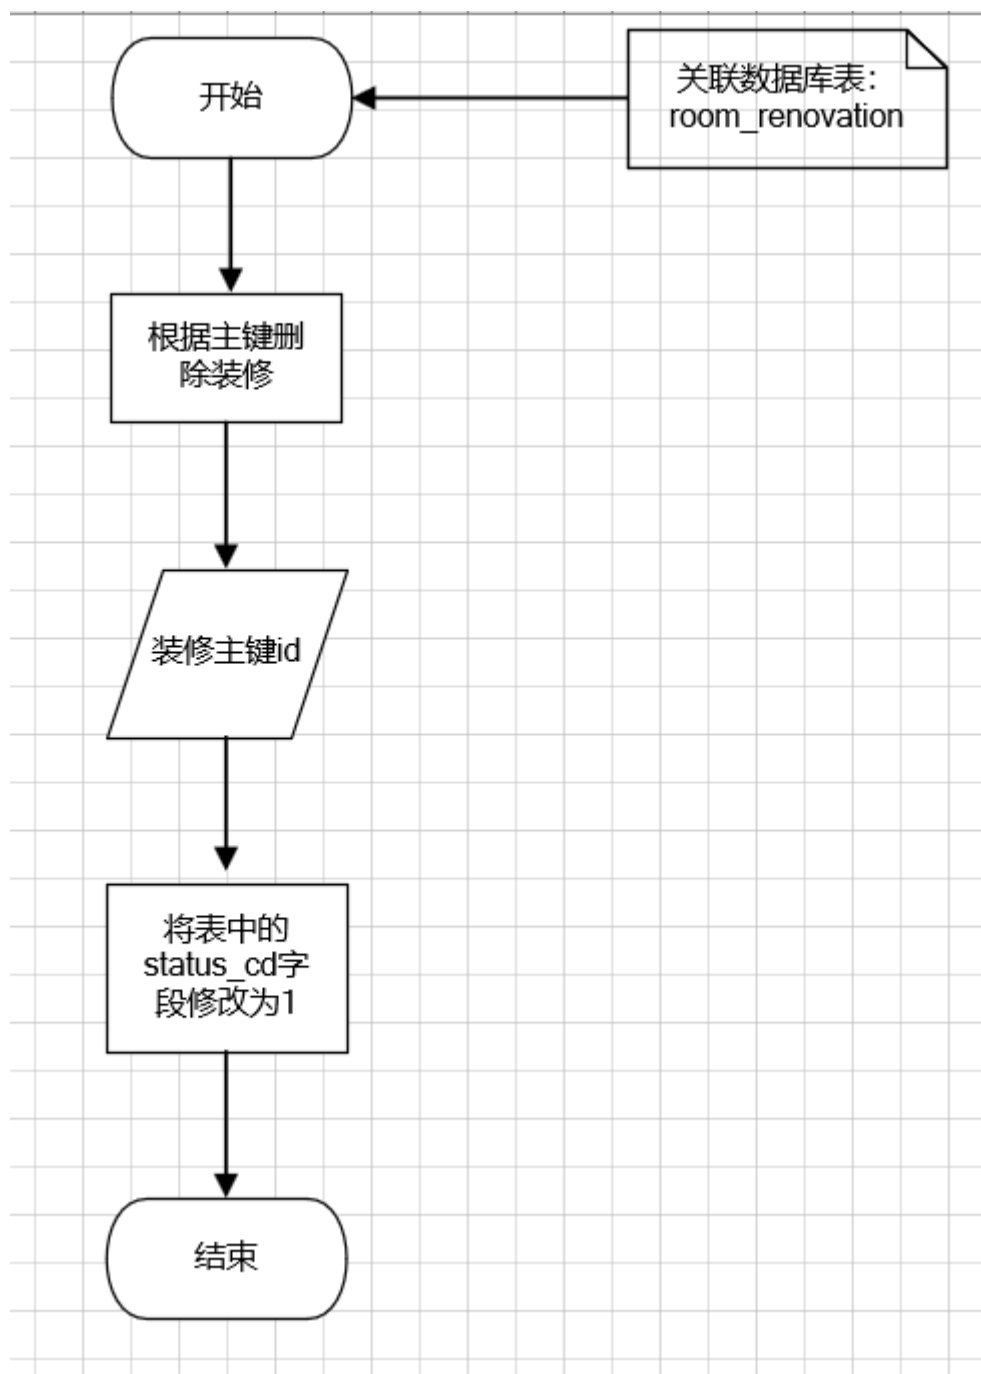 开始
关联数据库表：
room_renovation
根据主键删
除装修
装修主键id
将表中的
status_cd字
段修改为1
结束